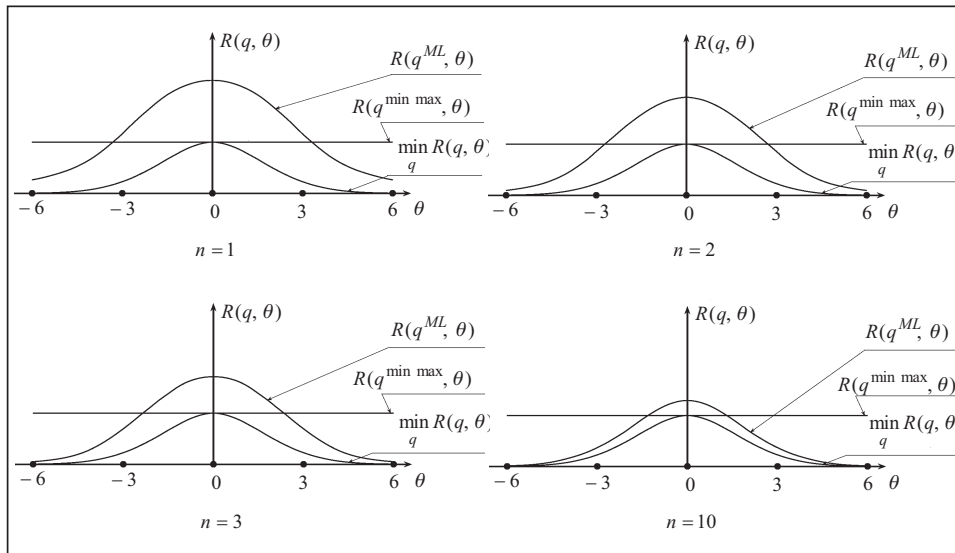 R(q, θ)
R(q^ML, θ)
R(q^min max, θ)
min R(q, θ)
q
−6 −3 0 3 6 θ
n = 1
R(q, θ)
R(q^ML, θ)
R(q^min max, θ)
min R(q, θ
q
−6 −3 0 3 6 θ
n = 2
R(q, θ)
R(q^ML, θ)
R(q^min max, θ)
min R(q, θ)
q
−6 −3 0 3 6 θ
n = 3
R(q, θ)
R(q^ML, θ)
R(q^min max, θ)
min R(q, θ
q
−6 −3 0 3 6 θ
n = 10